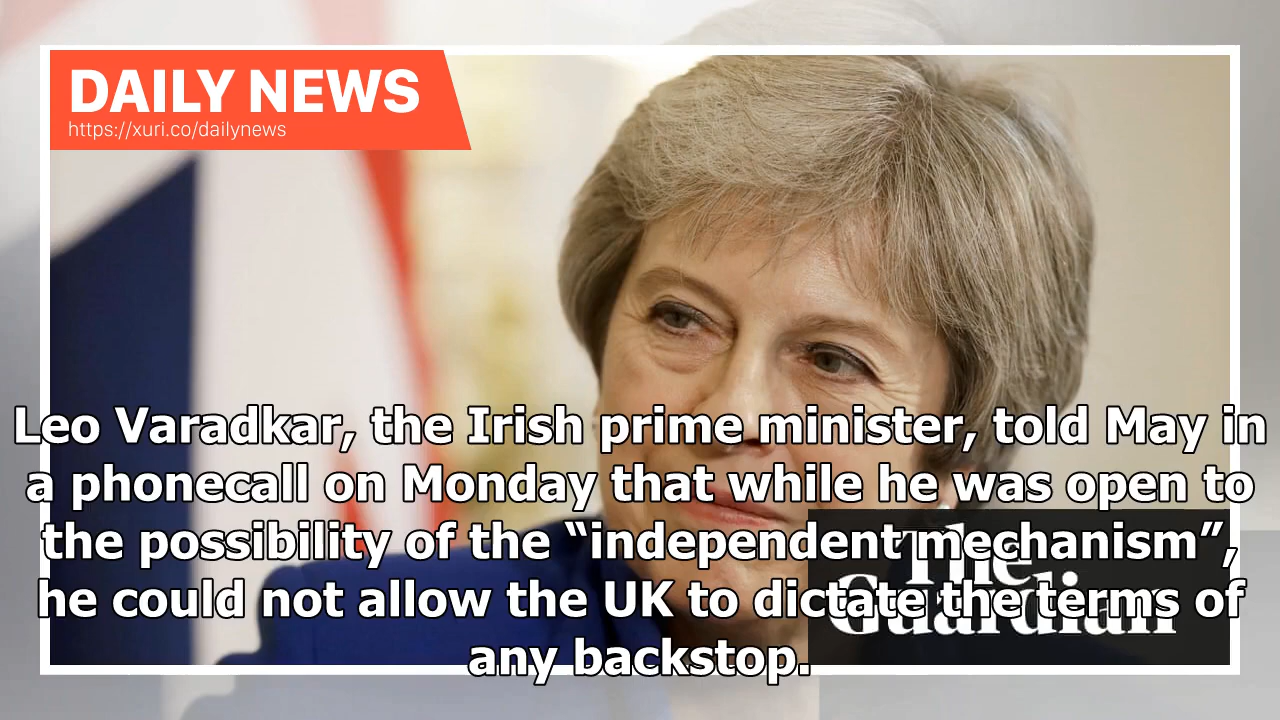 DAILY NEWS
https://xuri.co/dailynews
Leo Varadkar, the Irish prime minister, told May in
a phonecall on Monday that while he was open to
the possibility of the “independent mechanism”,
he could not allow the UK to dictate the terms of
any backstop.
The
Guardian